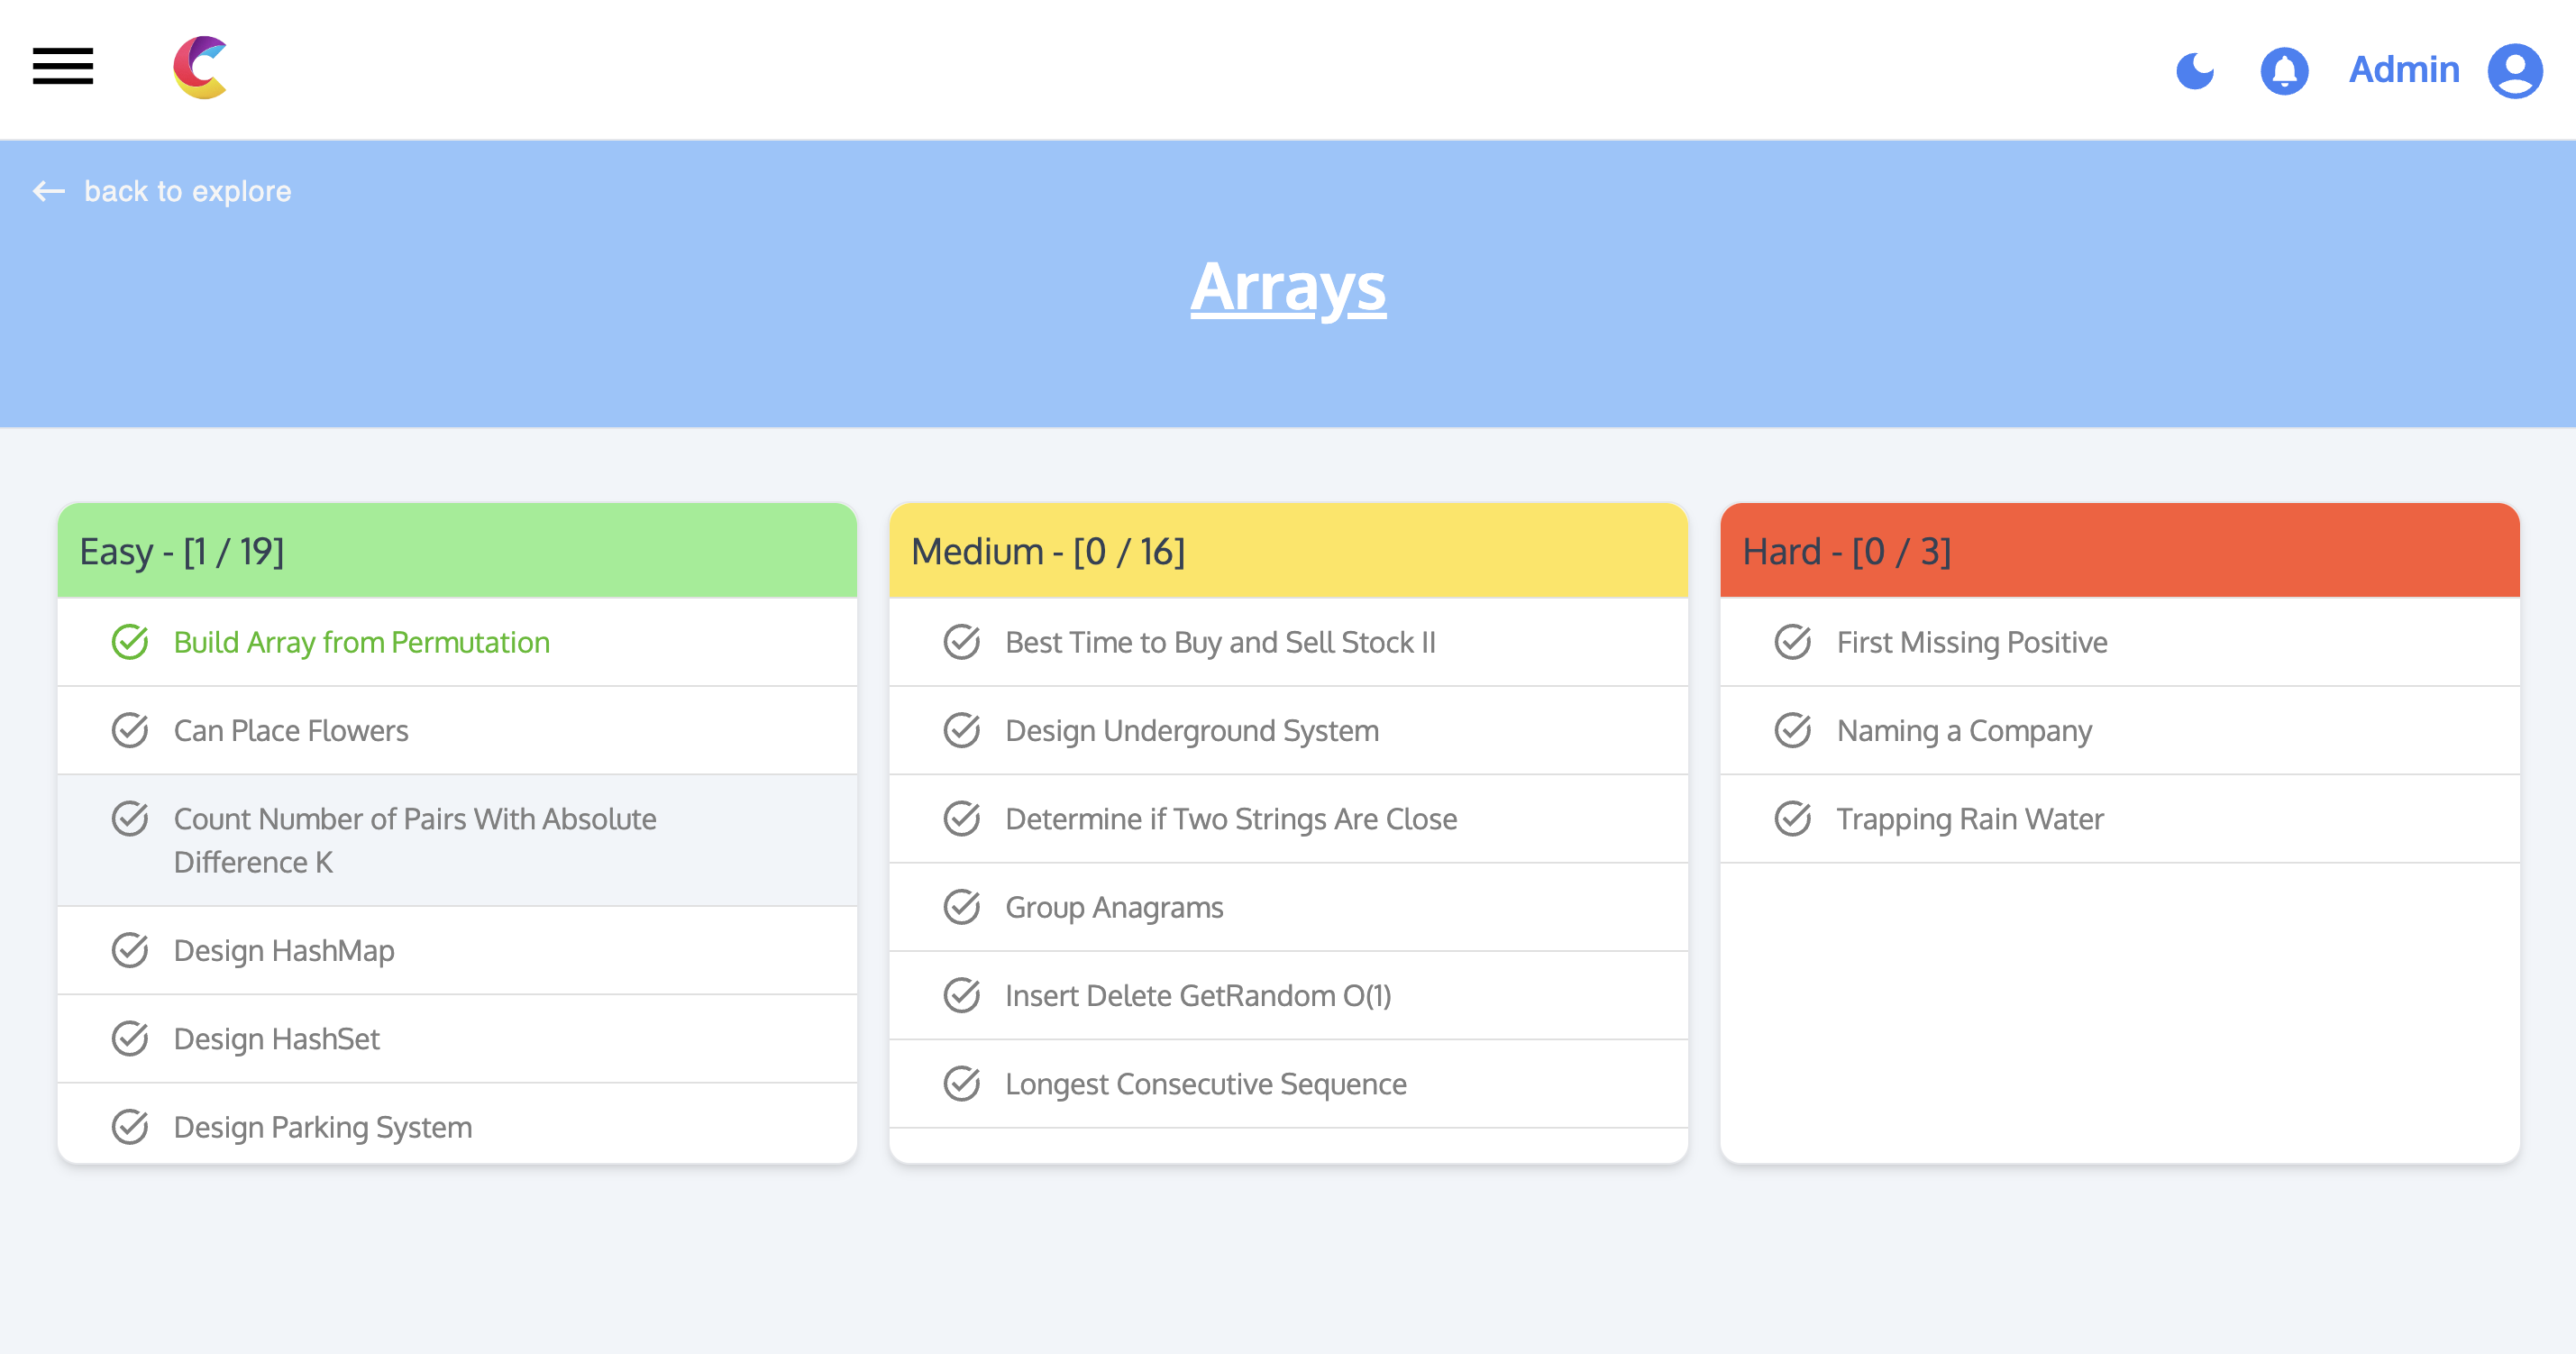 Admin
back to explore
Arrays
Easy - [1 / 19]
Build Array from Permutation
Can Place Flowers
Count Number of Pairs With Absolute
Difference K
Design HashMap
Design HashSet
Design Parking System
Medium - [0 / 16]
Best Time to Buy and Sell Stock II
Design Underground System
Determine if Two Strings Are Close
Group Anagrams
Insert Delete GetRandom O(1)
Longest Consecutive Sequence
Hard - [0 / 3]
First Missing Positive
Naming a Company
Trapping Rain Water